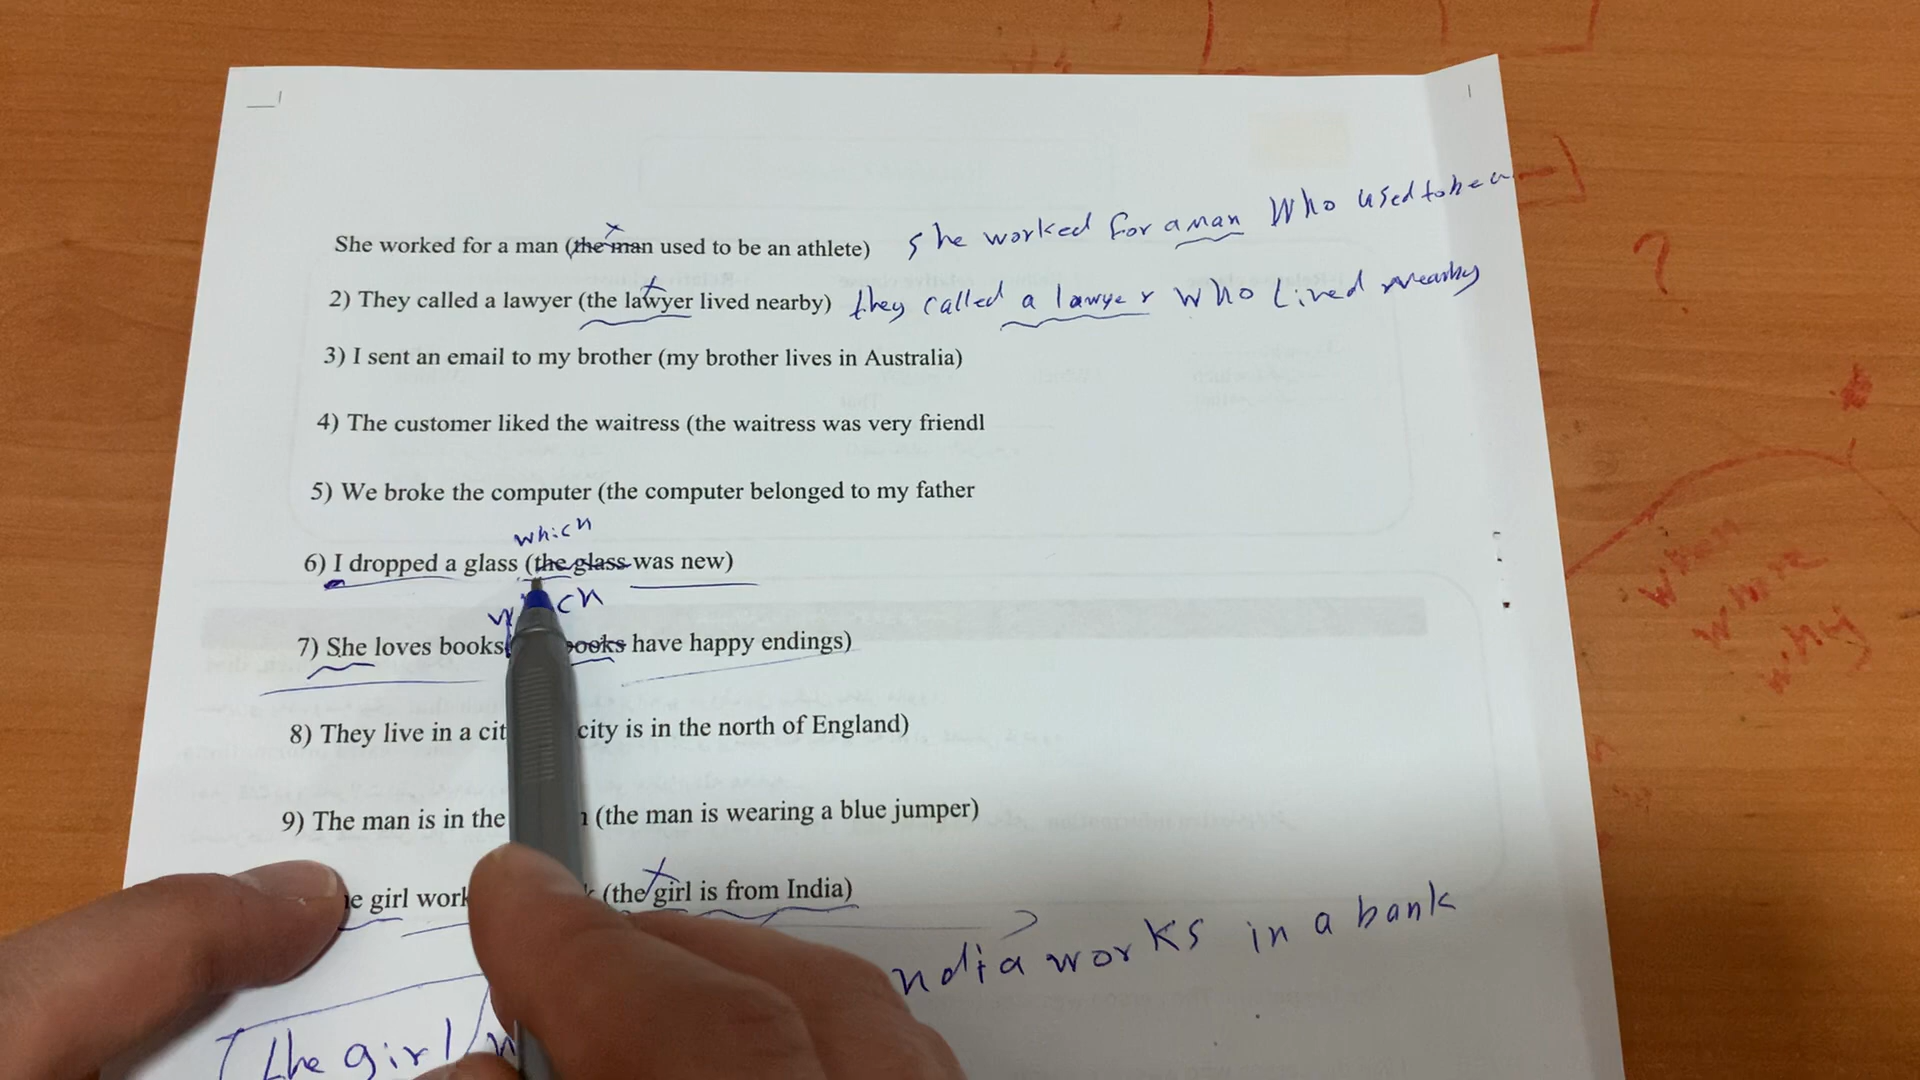 She worked for a man (the man used to be an athlete) she worked for a man Who used to be a
2) They called a lawyer (the lawyer lived nearby) they called a lawyer who Lived nearby
3) I sent an email to my brother (my brother lives in Australia)
4) The customer liked the waitress (the waitress was very friendl
5) We broke the computer (the computer belonged to my father
which
6) I dropped a glass (the glass was new)
7) She loves books books have happy endings)
8) They live in a cit city is in the north of England)
9) The man is in the (the man is wearing a blue jumper)
girl work (the girl is from India)
ndia works in a bank
The girl
?
when
where
why